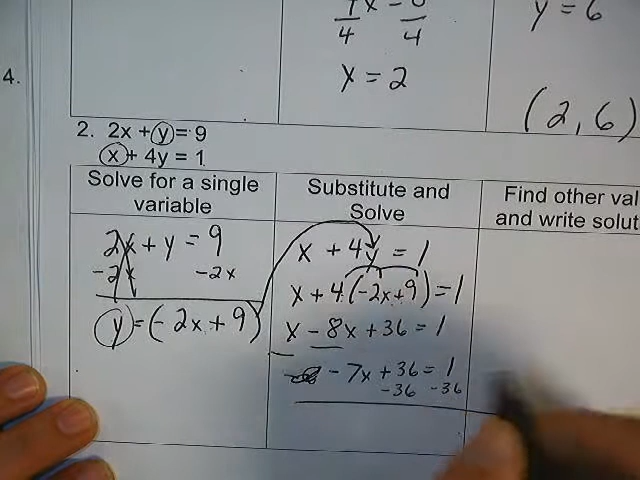 4
4
y = 6
4.
x = 2
(2, 6)
2. 2x + y = 9
x + 4y = 1
Solve for a single variable
Substitute and Solve
Find other val
and write solut
2x + y = 9
-2x -2x
y = (-2x + 9)
x + 4y = 1
x + 4(-2x + 9) = 1
x - 8x + 36 = 1
- 7x + 36 = 1
-36 -36